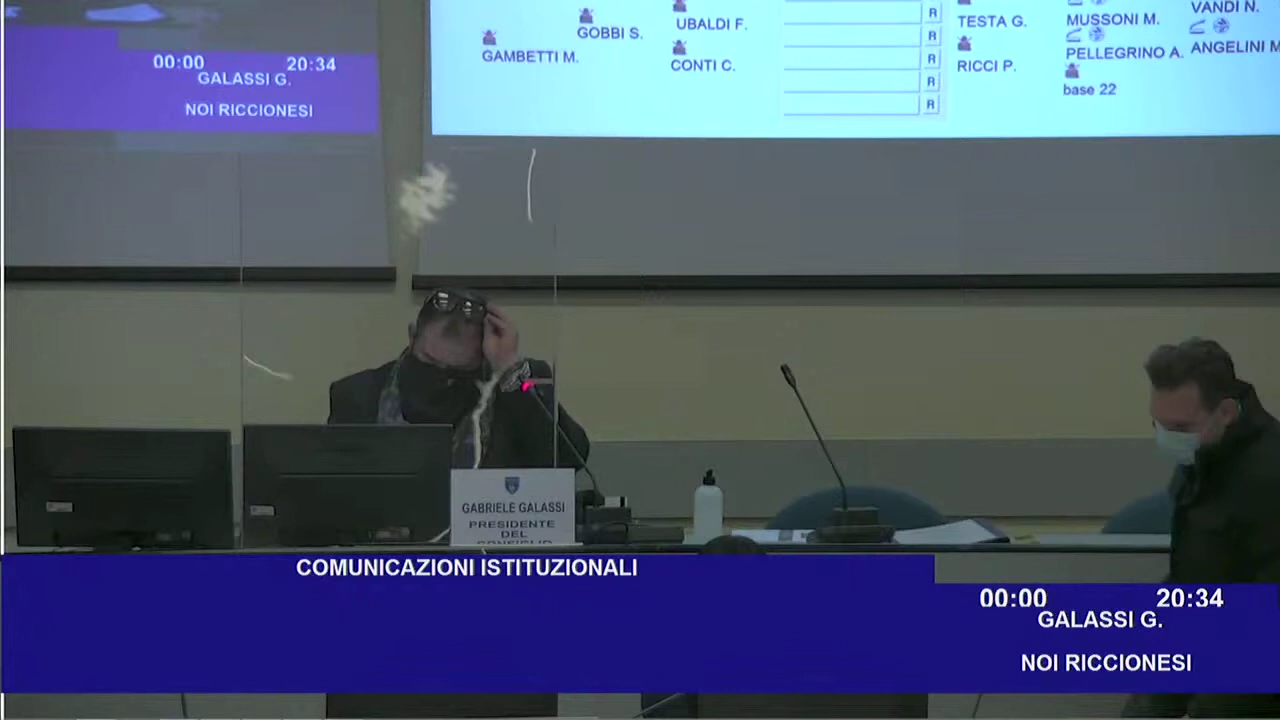 00:00 20:34
GALASSI G.
NOI RICCIONESI
GAMBETTI M.
GOBBI S.
UBALDI F.
CONTI C.
R
R
R
R
R
TESTA G.
RICCI P.
MUSSONI M.
PELLEGRINO A.
base 22
VANDI N.
ANGELINI M
GABRIELE GALASSI
PRESIDENTE
DEL
CONSIGLIO
COMUNICAZIONI ISTITUZIONALI
00:00 20:34
GALASSI G.
NOI RICCIONESI